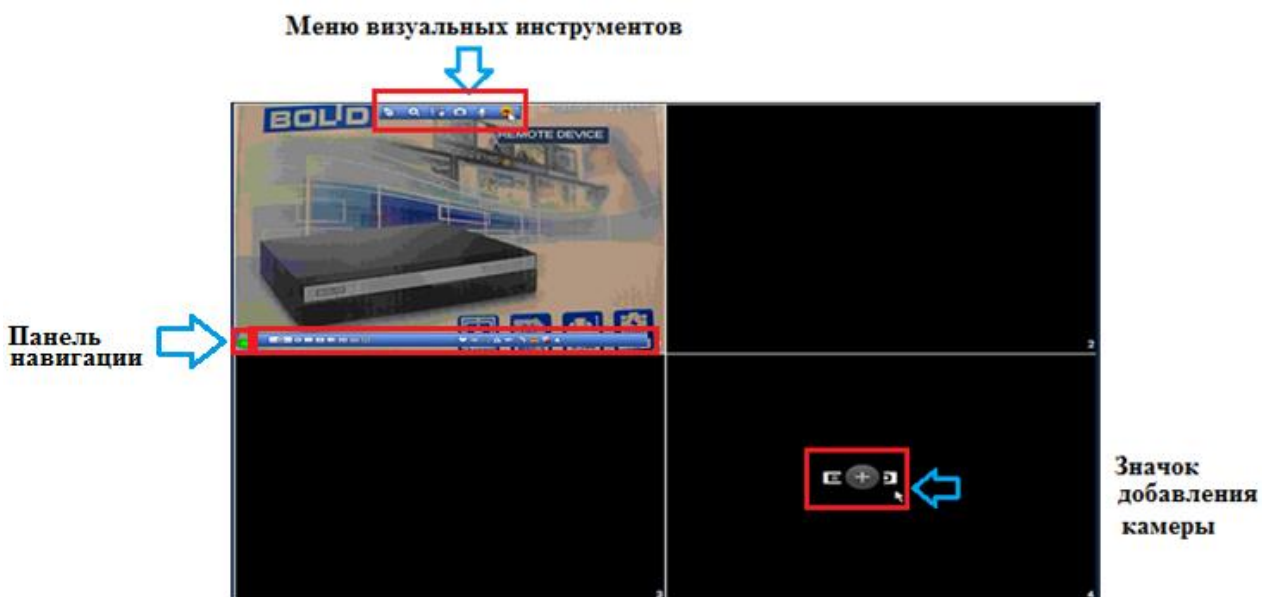 Меню визуальных инструментов
BOLID
REMOTE DEVICE
Панель
навигации
2
Значок
добавления
камеры
3
4